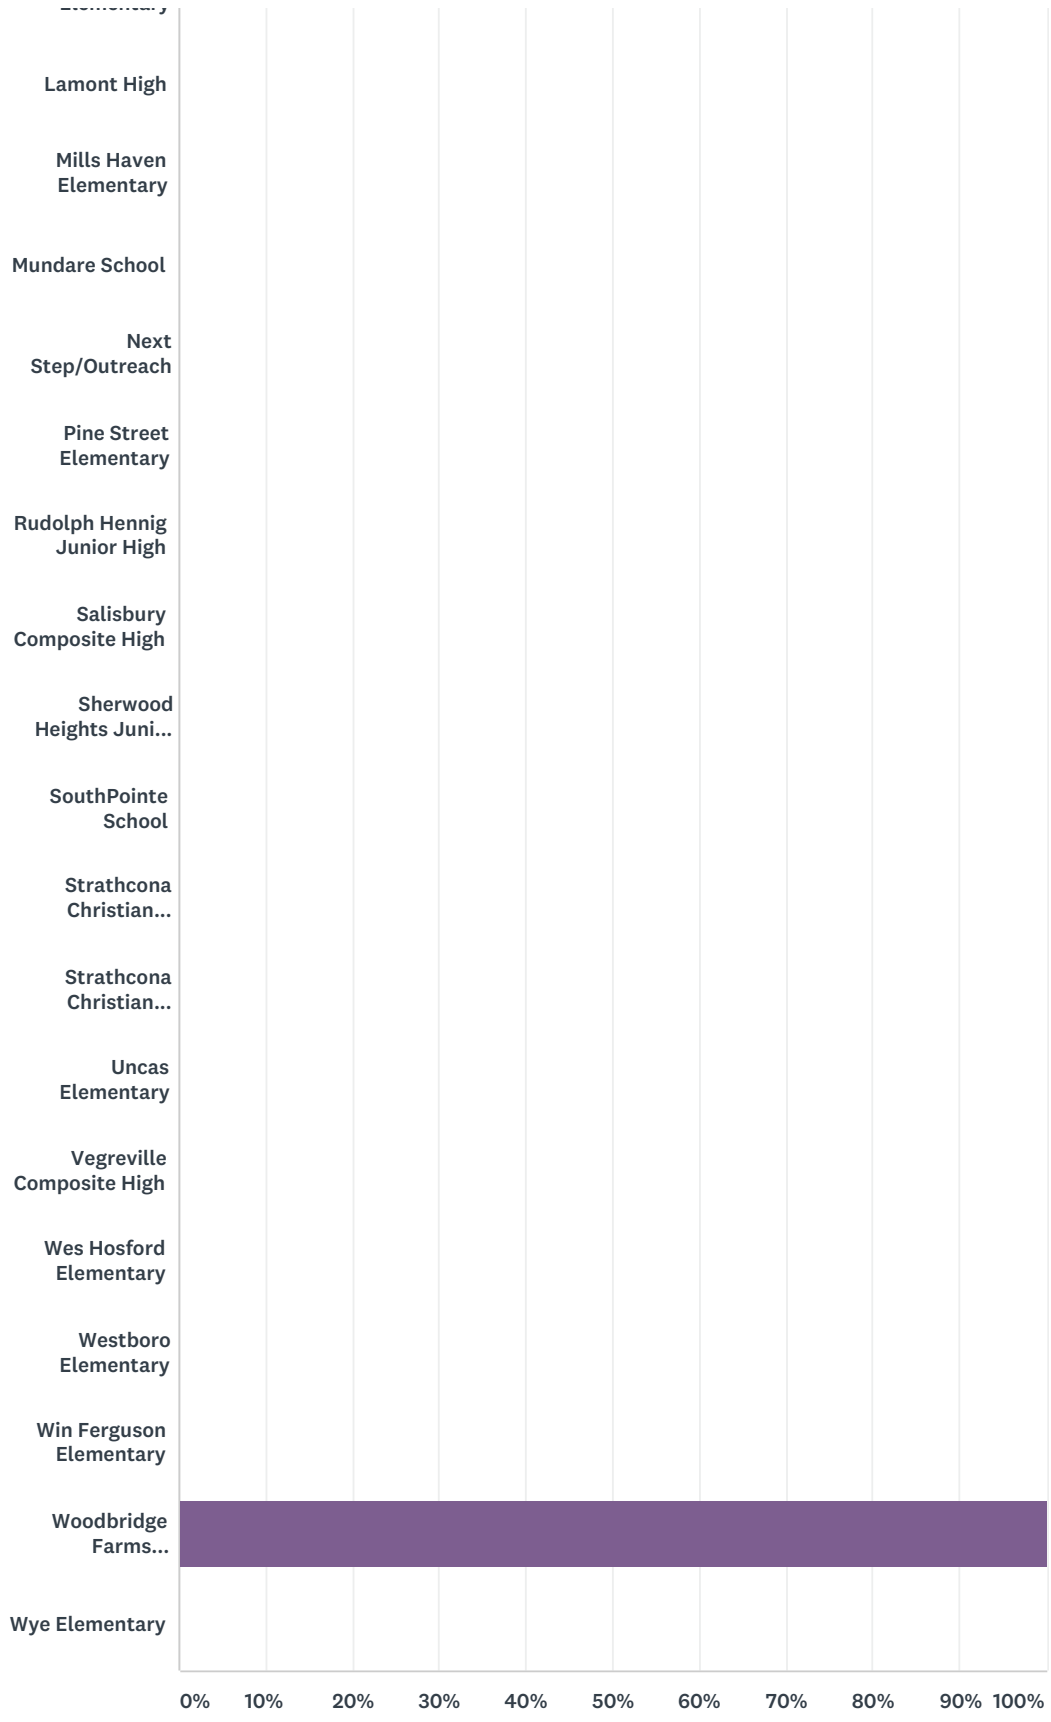 Elementary
Lamont High
Mills Haven
Elementary
Mundare School
Next
Step/Outreach
Pine Street
Elementary
Rudolph Hennig
Junior High
Salisbury
Composite High
Sherwood
Heights Juni...
SouthPointe
School
Strathcona
Christian...
Strathcona
Christian...
Uncas
Elementary
Vegreville
Composite High
Wes Hosford
Elementary
Westboro
Elementary
Win Ferguson
Elementary
Woodbridge
Farms...
Wye Elementary
0% 10% 20% 30% 40% 50% 60% 70% 80% 90% 100%